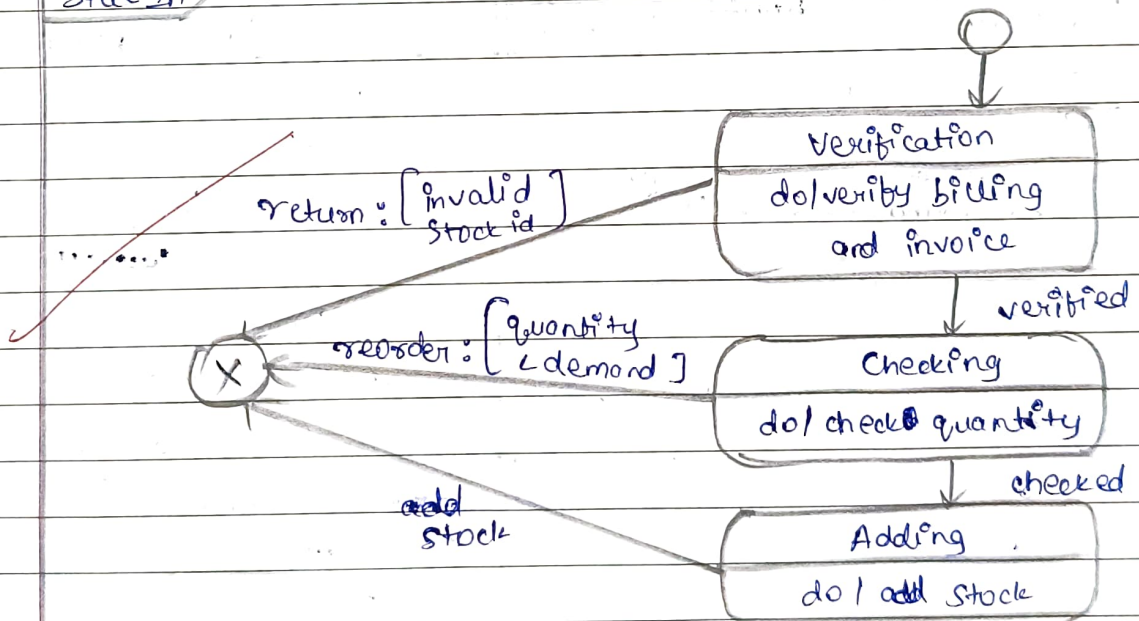 Verification
return : [ invalid
stock id ]
do/verify billing
and invoice
verified
reorder : [ quantity
< demand ]
X
Checking
do/ check quantity
checked
add
stock
Adding
do / add stock